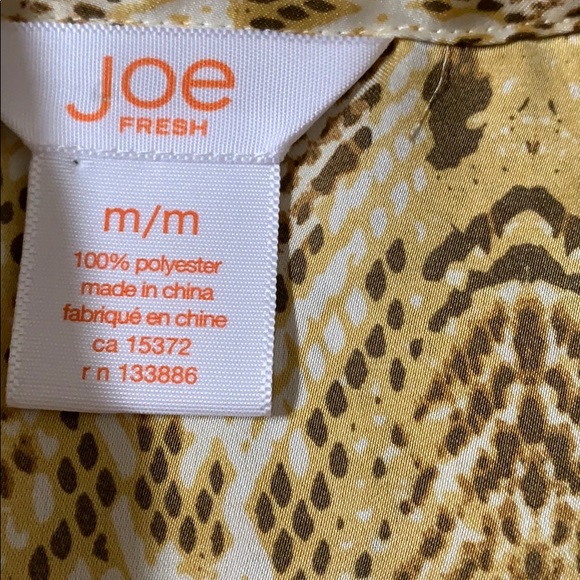 Joe
FRESH
m/m
100% polyester
made in china
fabriqué en chine
ca 15372
r n 133886